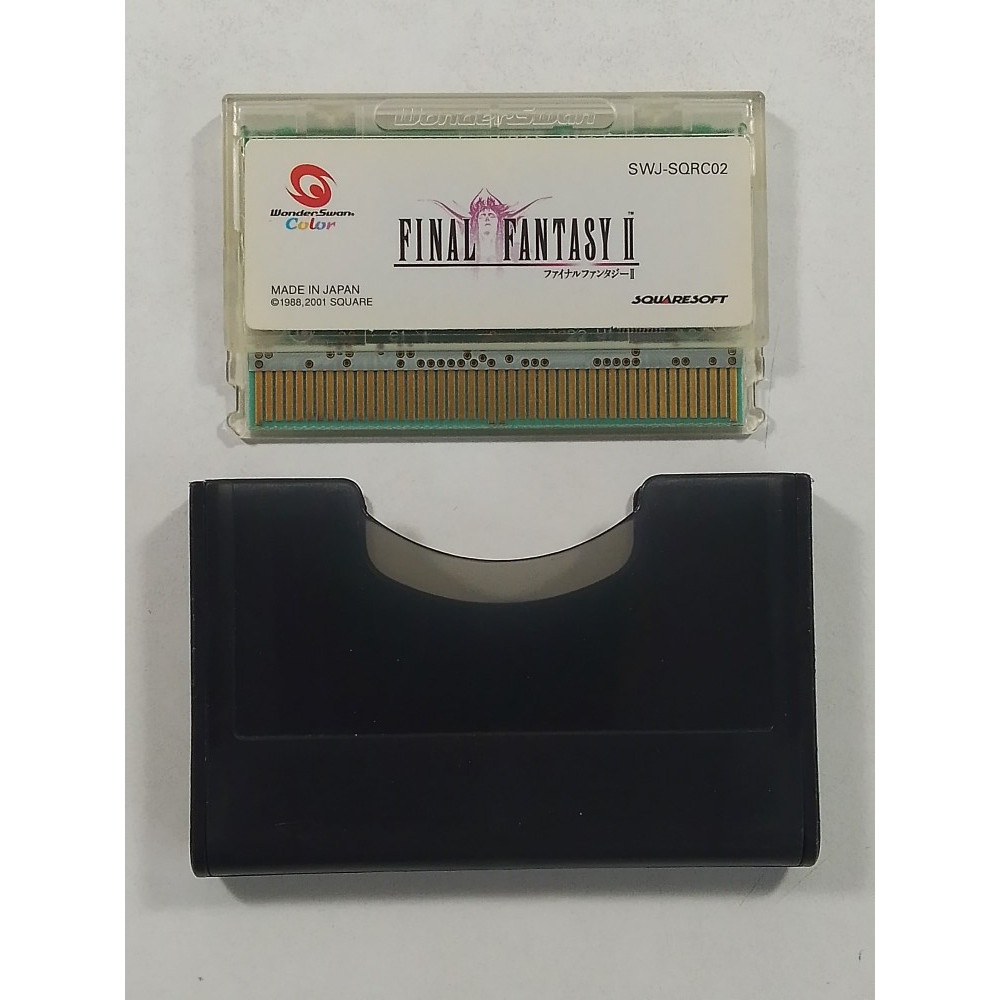 WonderSwan
SWJ-SQRC02
WonderSwan
Color
FINAL FANTASY II™
ファイナルファンタジーII
MADE IN JAPAN
©1988,2001 SQUARE
SQUARESOFT